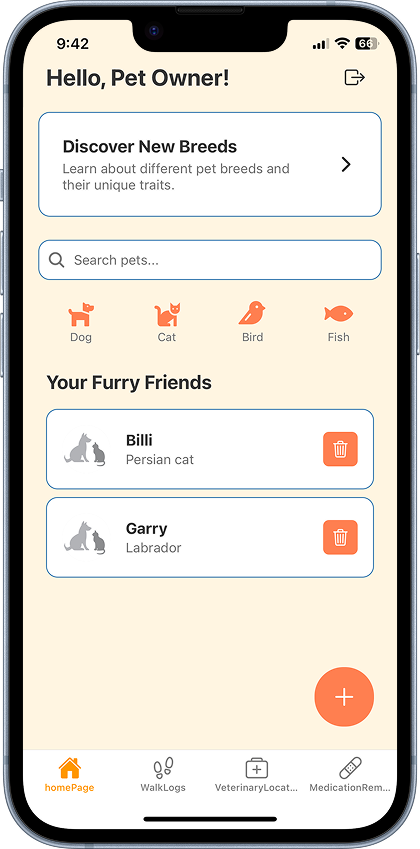 9:42
66
Hello, Pet Owner!
Discover New Breeds
Learn about different pet breeds and
their unique traits.
Search pets...
Dog
Cat
Bird
Fish
Your Furry Friends
Billi
Persian cat
Garry
Labrador
homePage
WalkLogs
VeterinaryLocat...
MedicationRem...